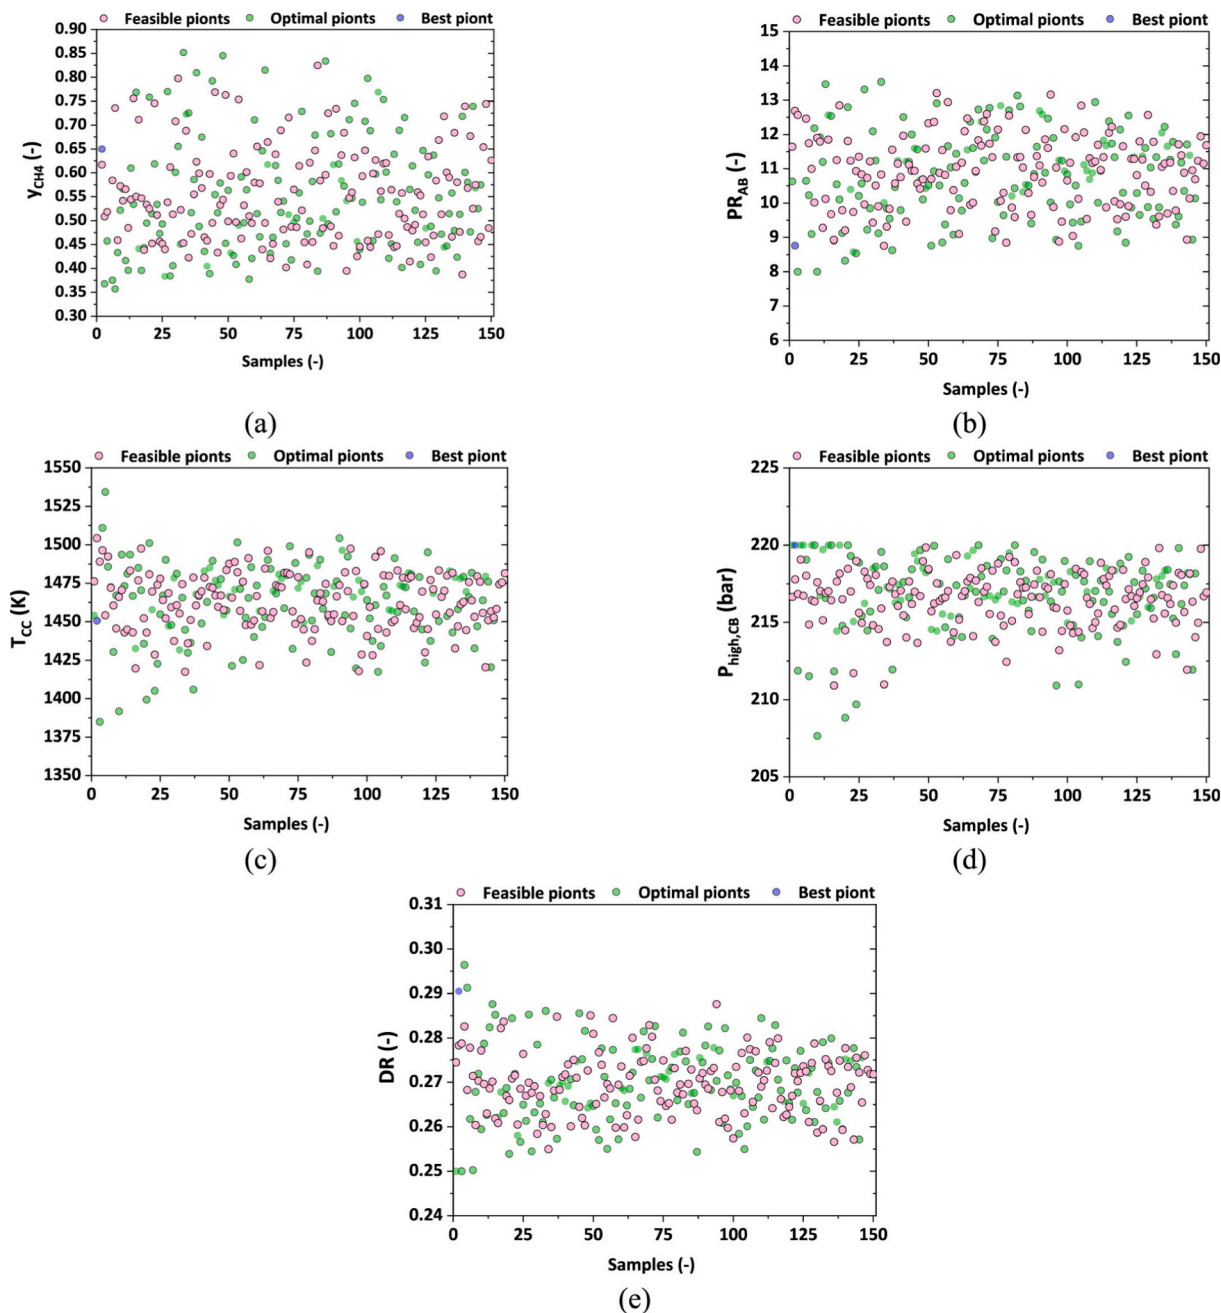 Feasible pionts Optimal pionts Best piont
0.90
0.85
0.80
0.75
0.70
0.65
0.60
0.55
0.50
0.45
0.40
0.35
0.30
yCH4 (-)
0 25 50 75 100 125 150
Samples (-)
(a)
Feasible pionts Optimal pionts Best piont
15
14
13
12
11
10
9
8
7
6
PRAB (-)
0 25 50 75 100 125 150
Samples (-)
(b)
Feasible pionts Optimal pionts Best piont
1550
1525
1500
1475
1450
1425
1400
1375
1350
TCC (K)
0 25 50 75 100 125 150
Samples (-)
(c)
Feasible pionts Optimal pionts Best piont
225
220
215
210
205
Phigh,CB (bar)
0 25 50 75 100 125 150
Samples (-)
(d)
Feasible pionts Optimal pionts Best piont
0.31
0.30
0.29
0.28
0.27
0.26
0.25
0.24
DR (-)
0 25 50 75 100 125 150
Samples (-)
(e)